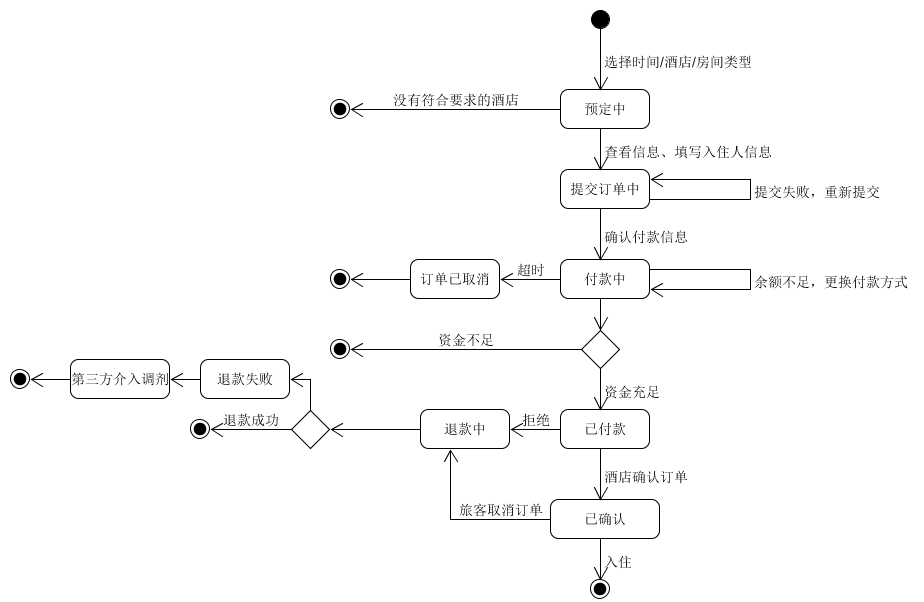 选择时间/酒店/房间类型
没有符合要求的酒店
预定中
查看信息、填写入住人信息
提交订单中
提交失败，重新提交
确认付款信息
订单已取消
超时
付款中
余额不足，更换付款方式
资金不足
第三方介入调剂
退款失败
资金充足
退款成功
退款中
拒绝
已付款
酒店确认订单
旅客取消订单
已确认
入住